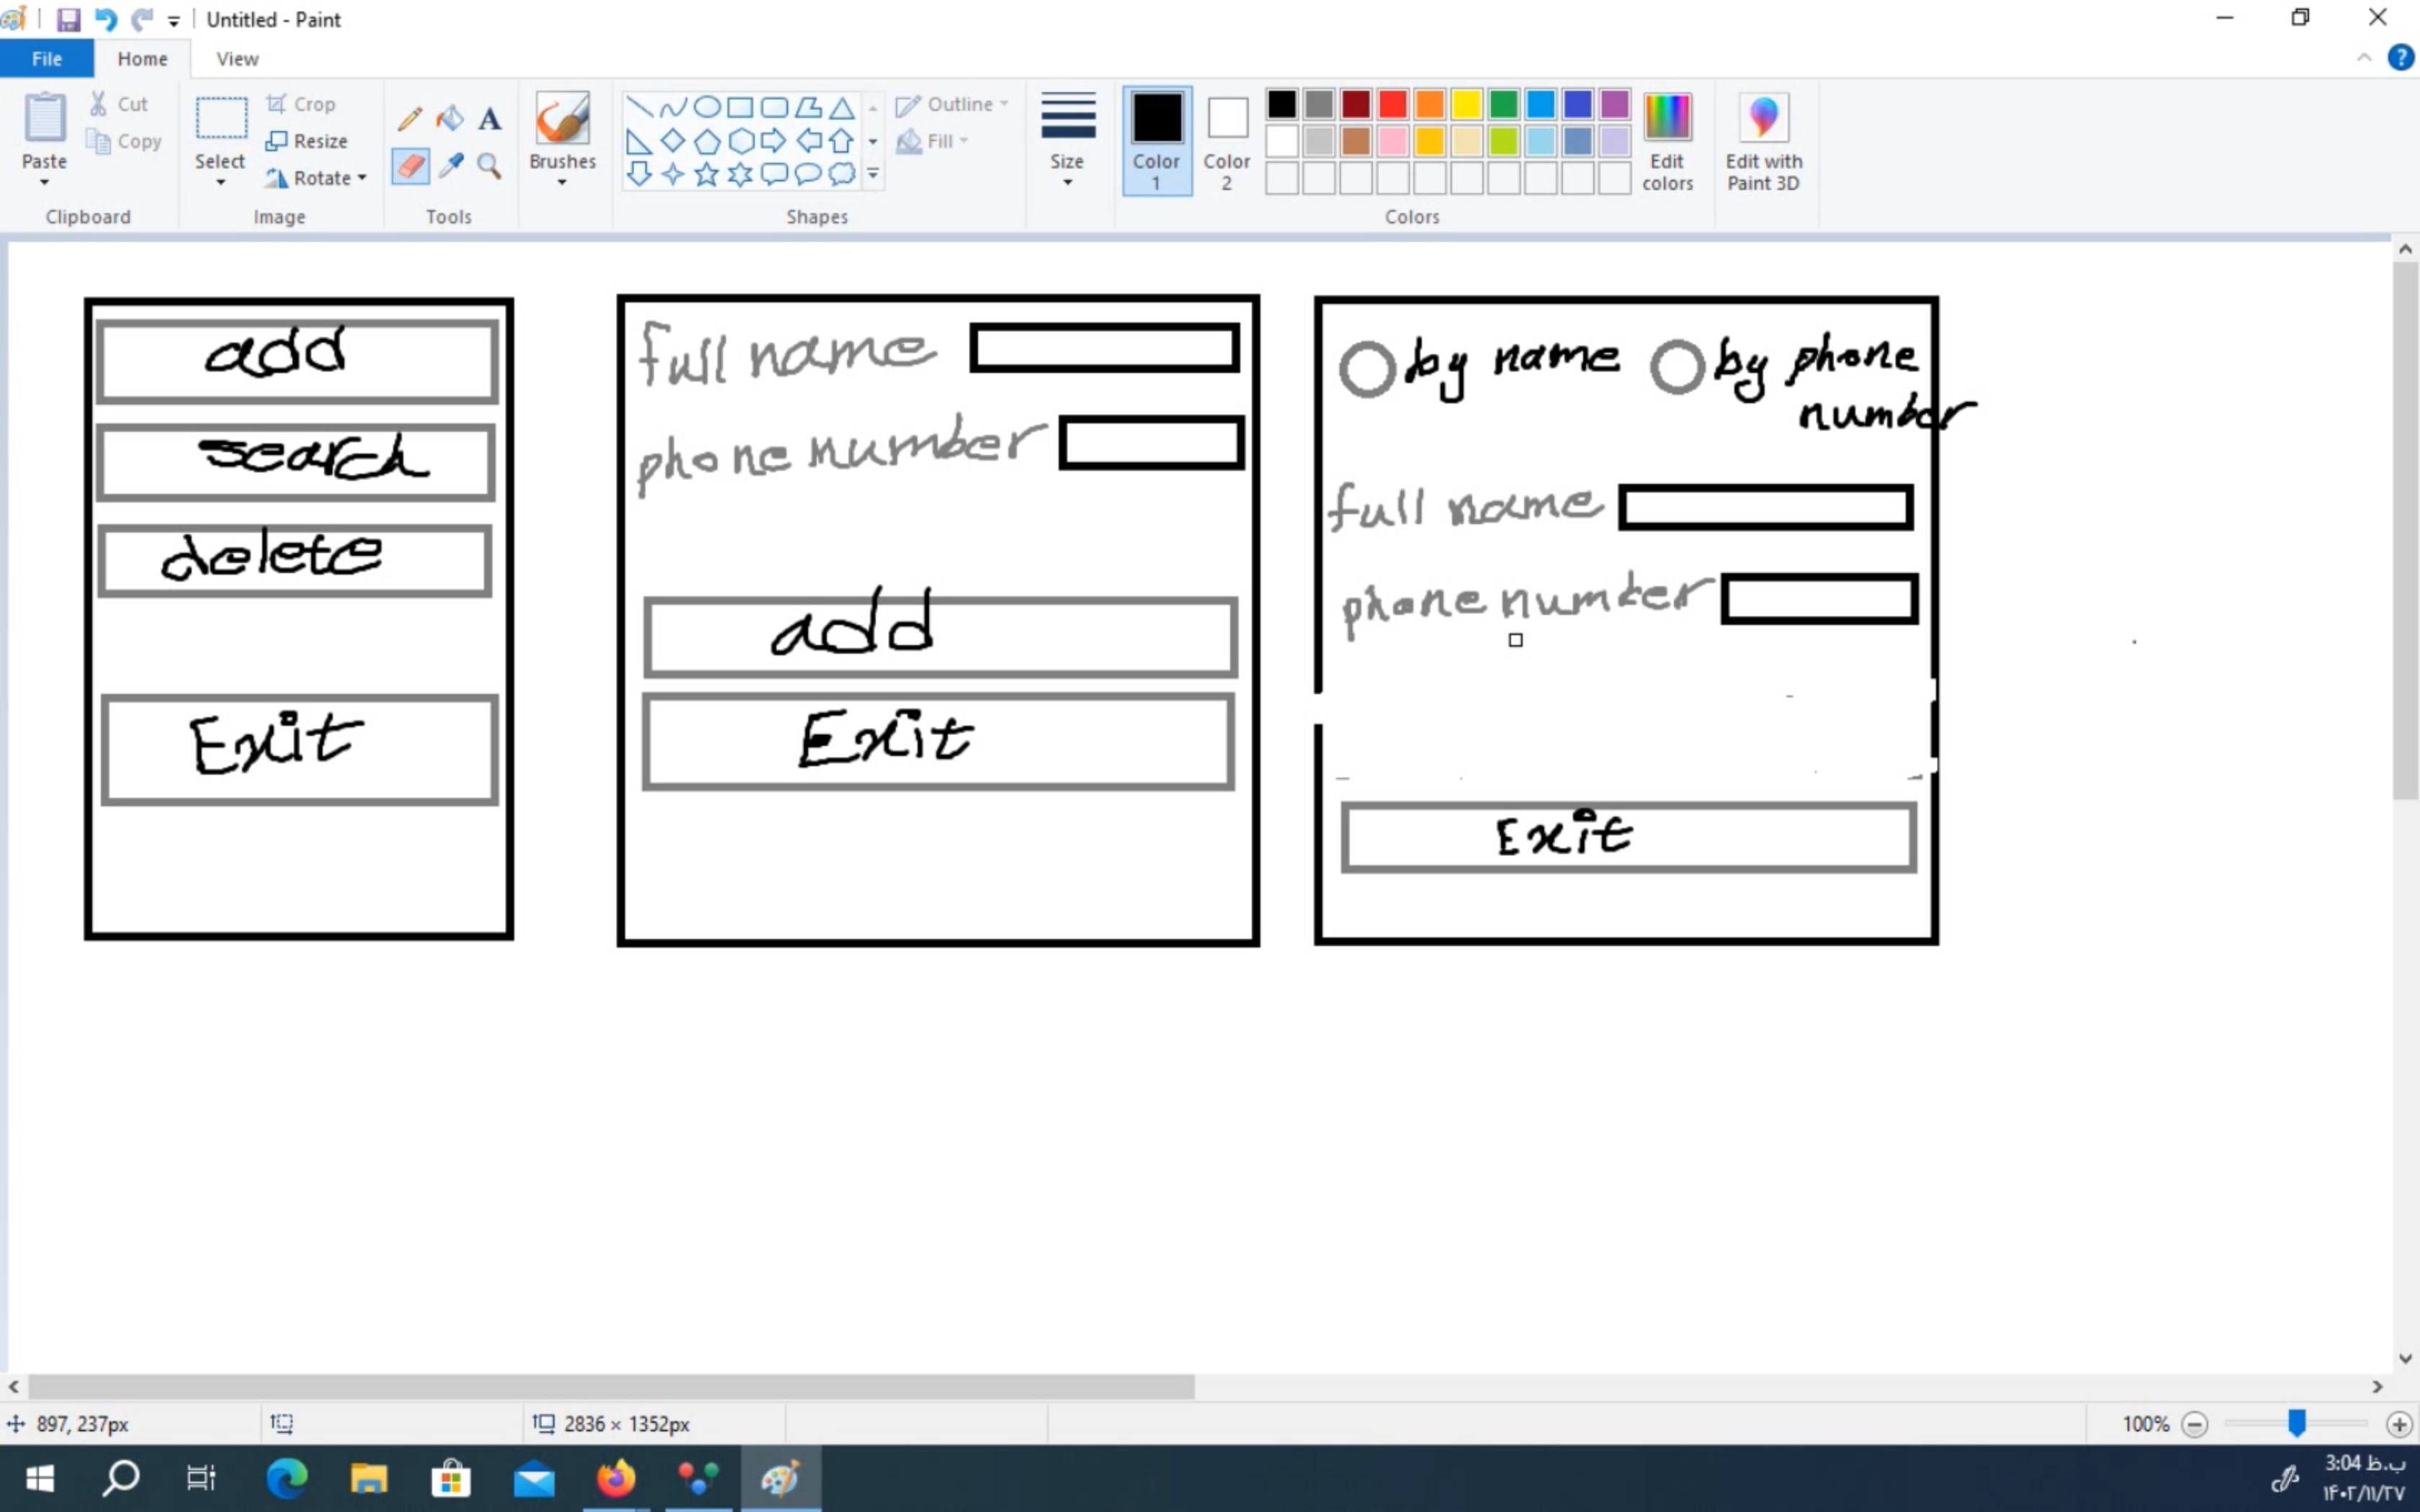 Untitled - Paint
File Home View
Paste
Cut
Copy
Clipboard
Select
Crop
Resize
Rotate
Image
A
Tools
Brushes
Shapes
Outline
Fill
Size
Color 1
Color 2
Colors
Edit colors
Edit with Paint 3D
add
search
delete
Exit
full name
phone number
add
Exit
by name by phone
number
full name
phone number
Exit
897, 237px
2836 × 1352px
100%
3:04 ب.ظ
۱۴۰۲/۱۱/۲۷